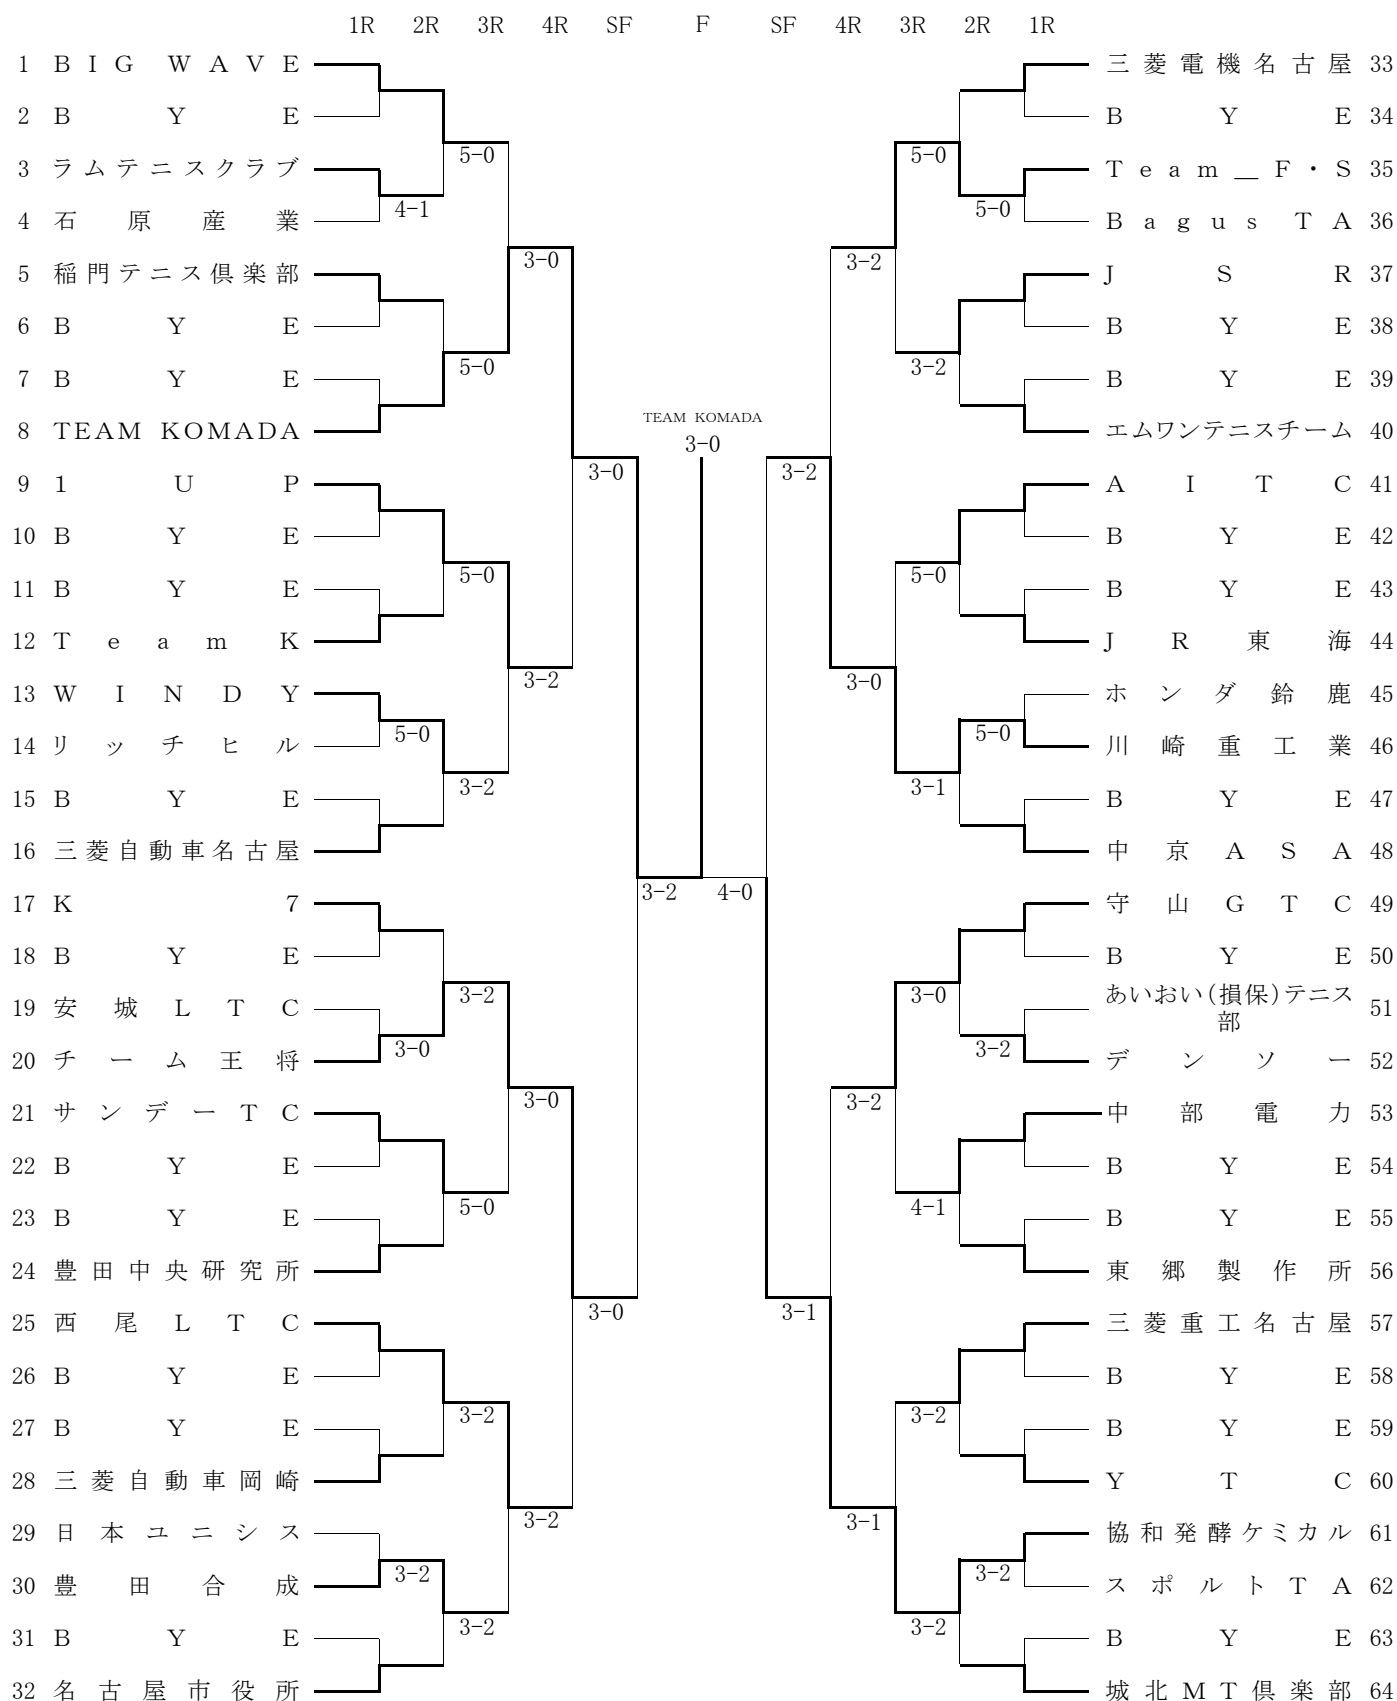 1R 2R 3R 4R SF F SF 4R 3R 2R 1R
1 BIG WAVE 三菱電機名古屋 33
2 BYE BYE 34
5-0 5-0
3 ラムテニスクラブ Team＿F・S 35
4-1 5-0
4 石原産業 Bagus TA 36
3-0 3-2
5 稲門テニス倶楽部 JSR 37
6 BYE BYE 38
5-0 3-2
7 BYE BYE 39
TEAM KOMADA
8 TEAM KOMADA エムワンテニスチーム 40
3-0
3-0 3-2
9 1UP AITC 41
10 BYE BYE 42
5-0 5-0
11 BYE BYE 43
12 TeamK JR東海 44
3-2 3-0
13 WINDY ホンダ鈴鹿 45
5-0 5-0
14 リッチヒル 川崎重工業 46
3-2 3-1
15 BYE BYE 47
16 三菱自動車名古屋 中京ASA 48
3-2 4-0
17 K7 守山GTC 49
18 BYE BYE 50
3-2 3-0
19 安城LTC あいおい(損保)テニス部 51
3-0 3-2
20 チーム王将 デンソー 52
3-0 3-2
21 サンデーTC 中部電力 53
22 BYE BYE 54
5-0 4-1
23 BYE BYE 55
24 豊田中央研究所 東郷製作所 56
3-0 3-1
25 西尾LTC 三菱重工名古屋 57
26 BYE BYE 58
3-2 3-2
27 BYE BYE 59
28 三菱自動車岡崎 YTC 60
3-2 3-1
29 日本ユニシス 協和発酵ケミカル 61
3-2 3-2
30 豊田合成 スポルトTA 62
3-2 3-2
31 BYE BYE 63
32 名古屋市役所 城北MT倶楽部 64